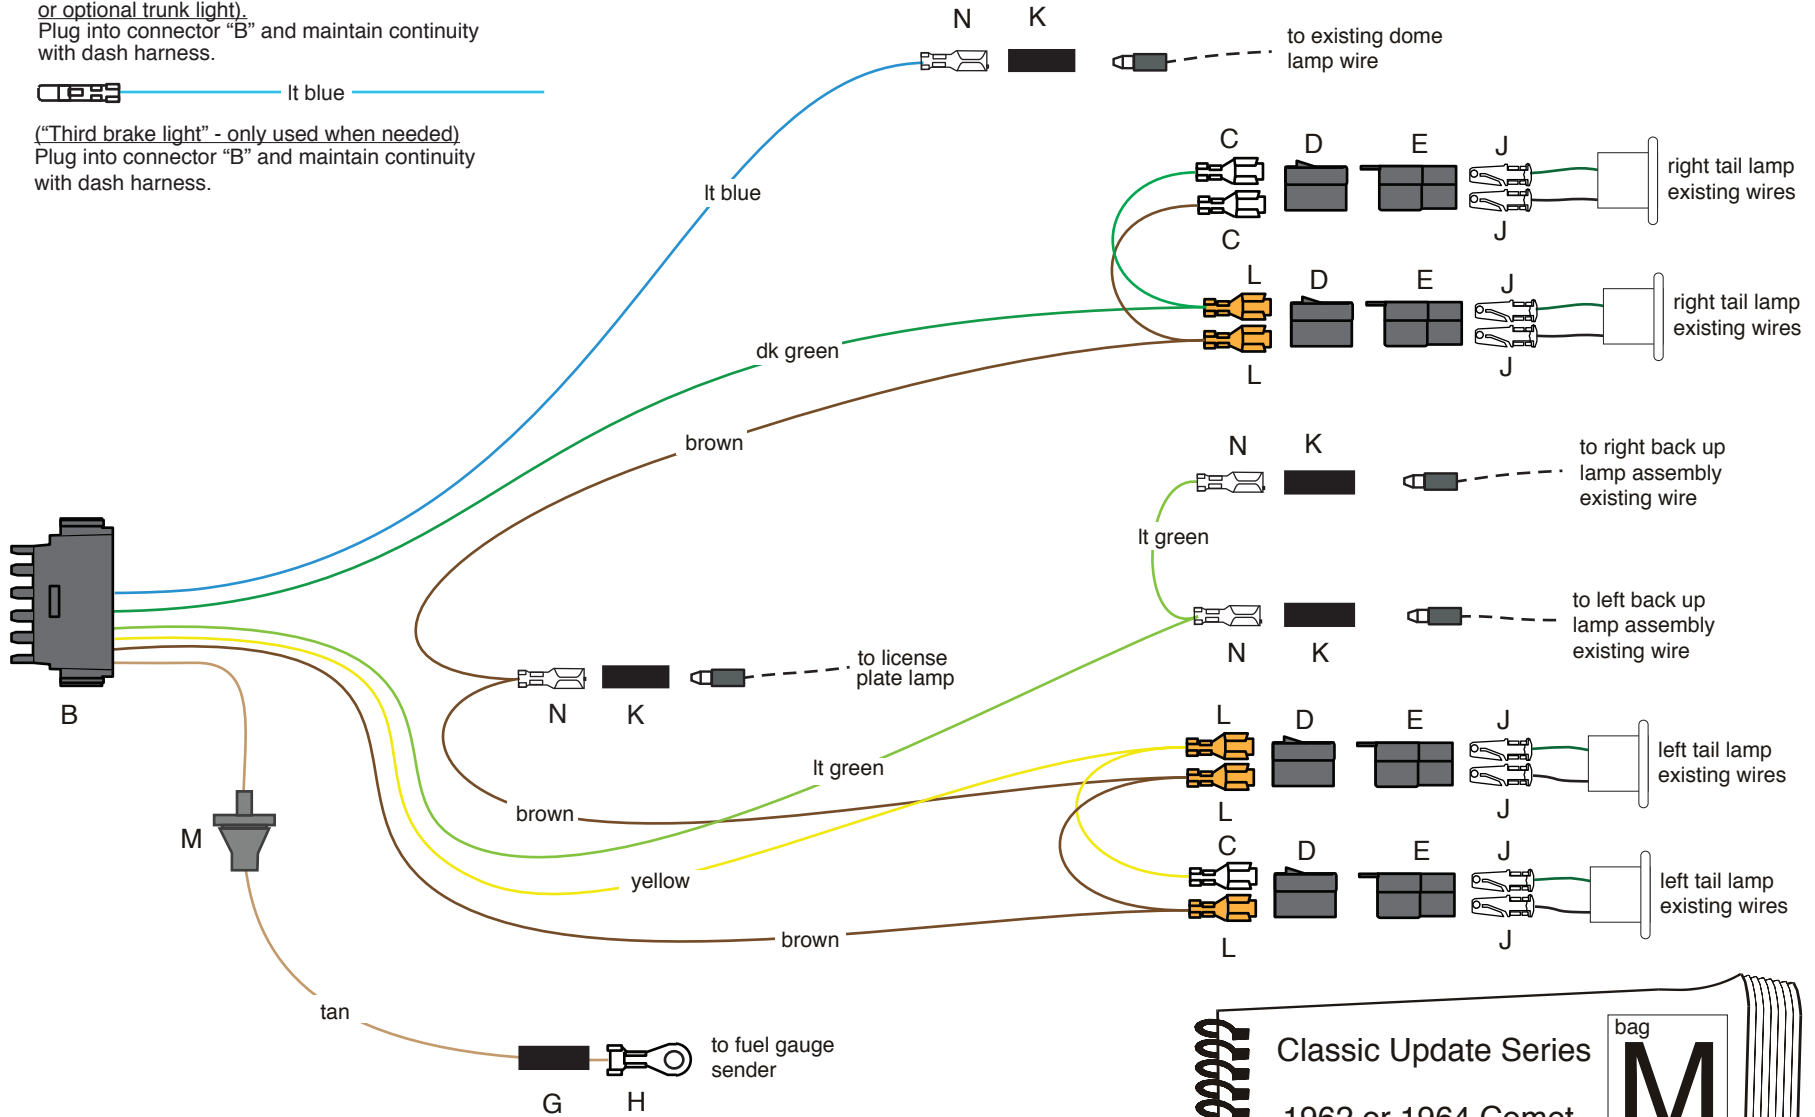 or optional trunk light).
Plug into connector “B” and maintain continuity
with dash harness.
lt blue
(“Third brake light” - only used when needed)
Plug into connector “B” and maintain continuity
with dash harness.
N K
to existing dome
lamp wire
lt blue
C D E J
right tail lamp
existing wires
C J
L D E J
right tail lamp
existing wires
L J
dk green
brown
N K
to right back up
lamp assembly
existing wire
lt green
to left back up
lamp assembly
existing wire
N K
B
to license
plate lamp
N K
L D E J
left tail lamp
existing wires
L J
lt green
brown
M
C D E J
left tail lamp
existing wires
L J
yellow
brown
tan
to fuel gauge
sender
G H
Classic Update Series
bag
M
1962 or 1964 Comet